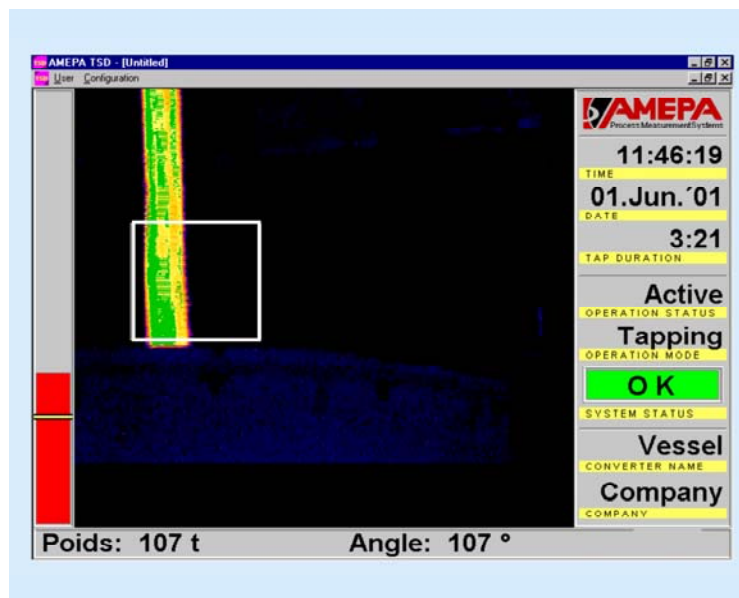 TSD AMEPA TSD - [Untitled]
TSD User Configuration
AMEPA
Process Measurement Systems
11:46:19
TIME
01.Jun.´01
DATE
3:21
TAP DURATION
Active
OPERATION STATUS
Tapping
OPERATION MODE
OK
SYSTEM STATUS
Vessel
CONVERTER NAME
Company
COMPANY
Poids: 107 t Angle: 107 °